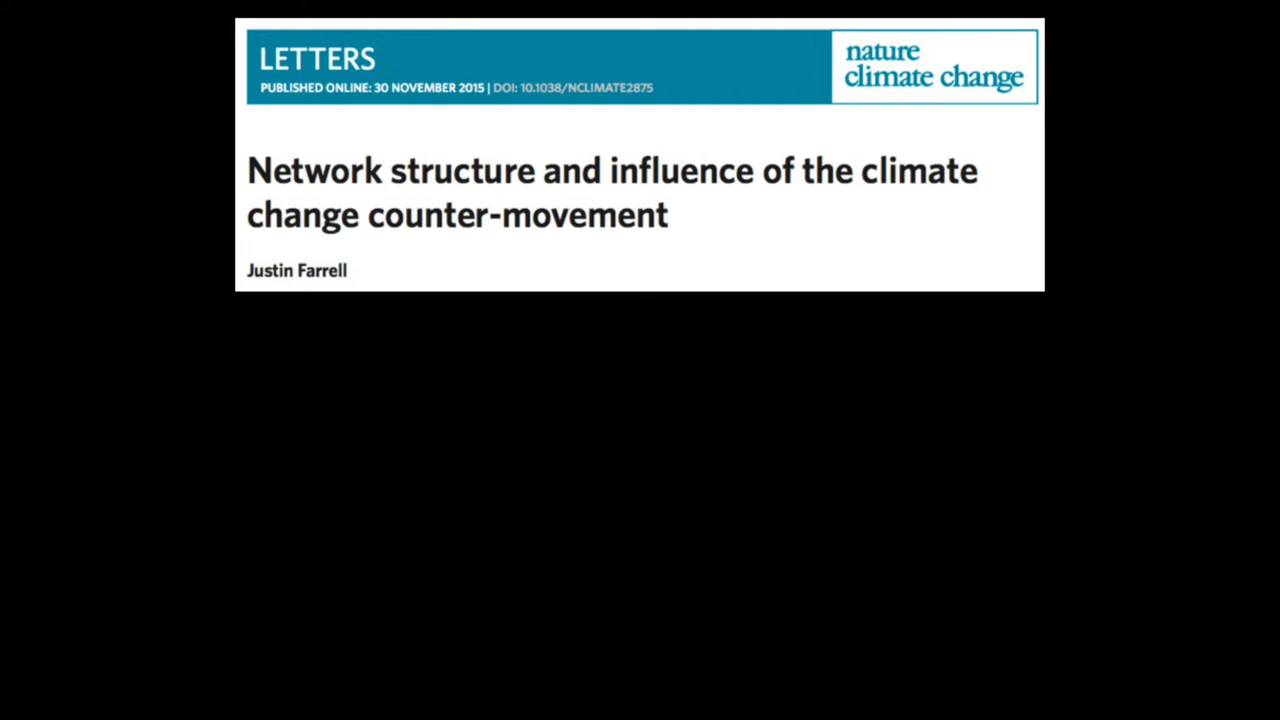 LETTERS
PUBLISHED ONLINE: 30 NOVEMBER 2015 | DOI: 10.1038/NCLIMATE2875
nature
climate change
Network structure and influence of the climate
change counter-movement
Justin Farrell